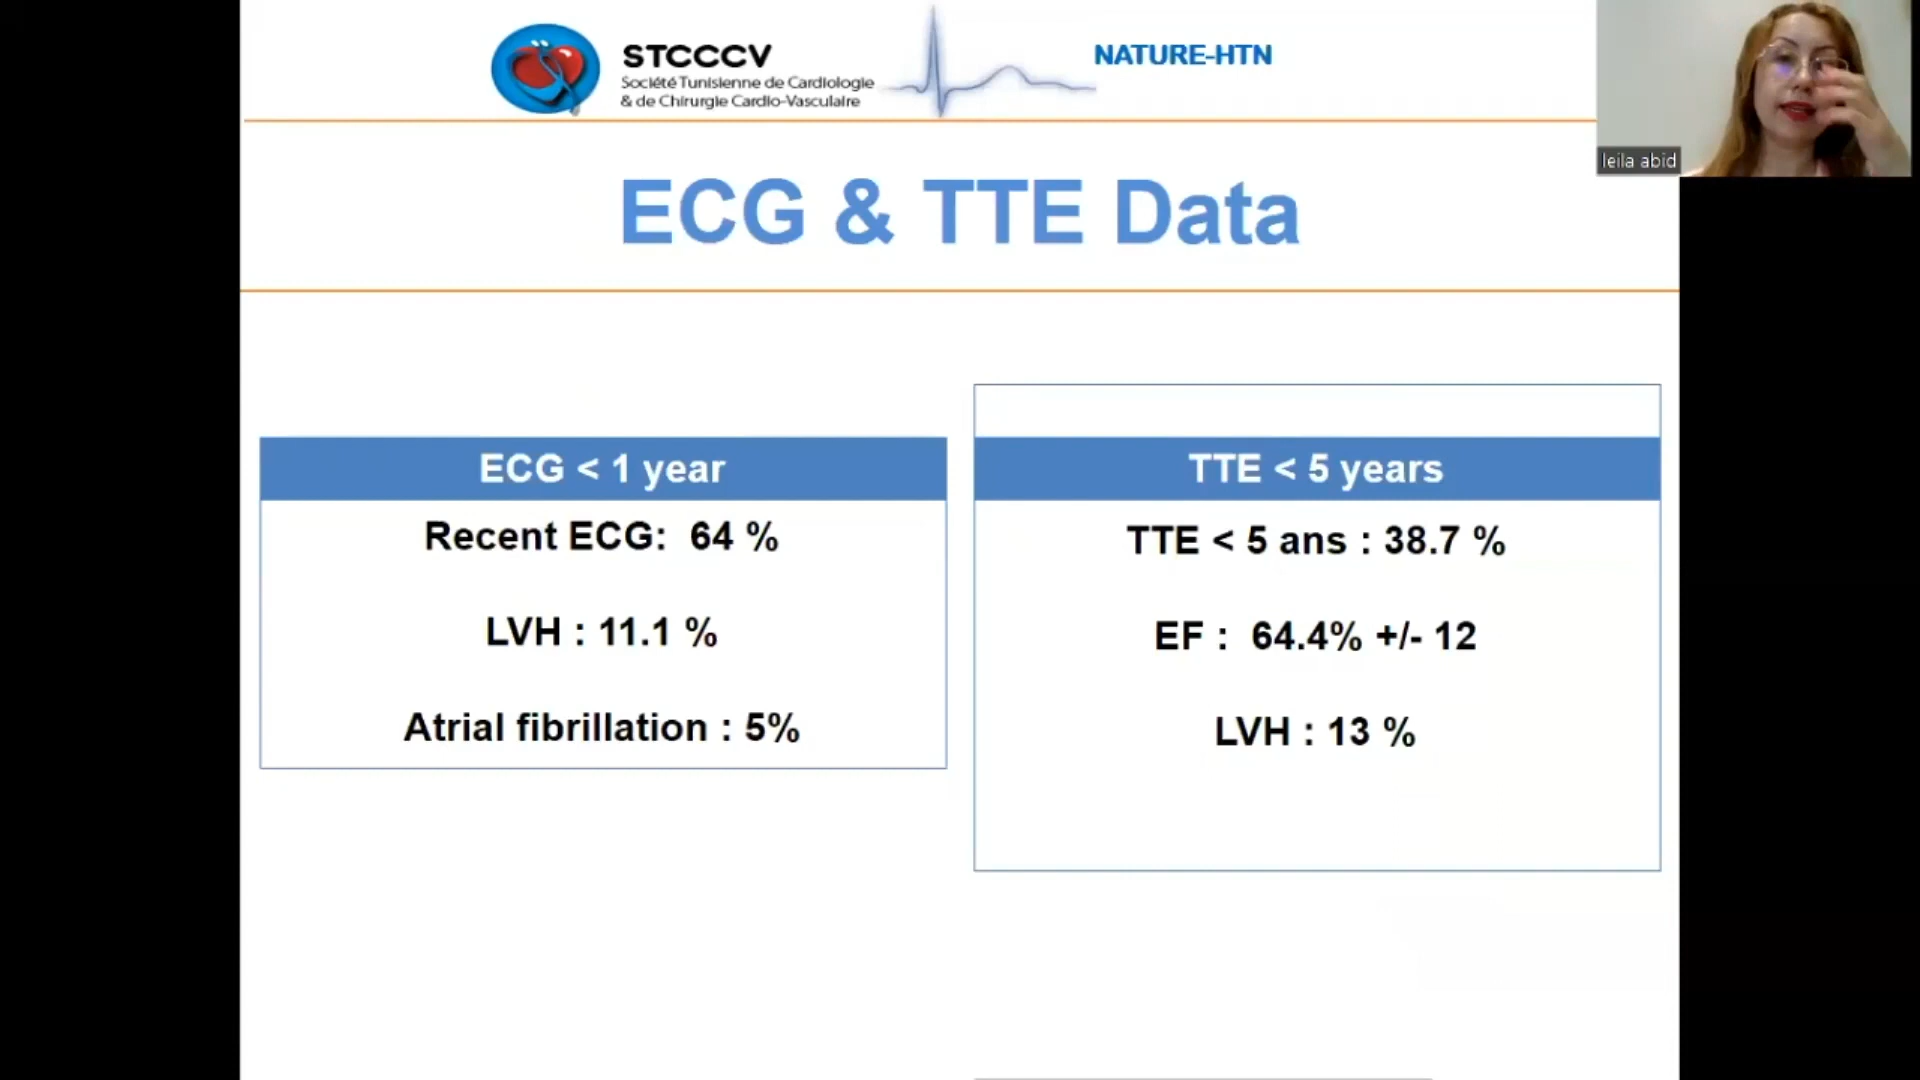 STCCCV
Société Tunisienne de Cardiologie
& de Chirurgie Cardio-Vasculaire
NATURE-HTN
leila abid
ECG & TTE Data
ECG < 1 year
Recent ECG: 64 %
LVH : 11.1 %
Atrial fibrillation : 5%
TTE < 5 years
TTE < 5 ans : 38.7 %
EF : 64.4% +/- 12
LVH : 13 %